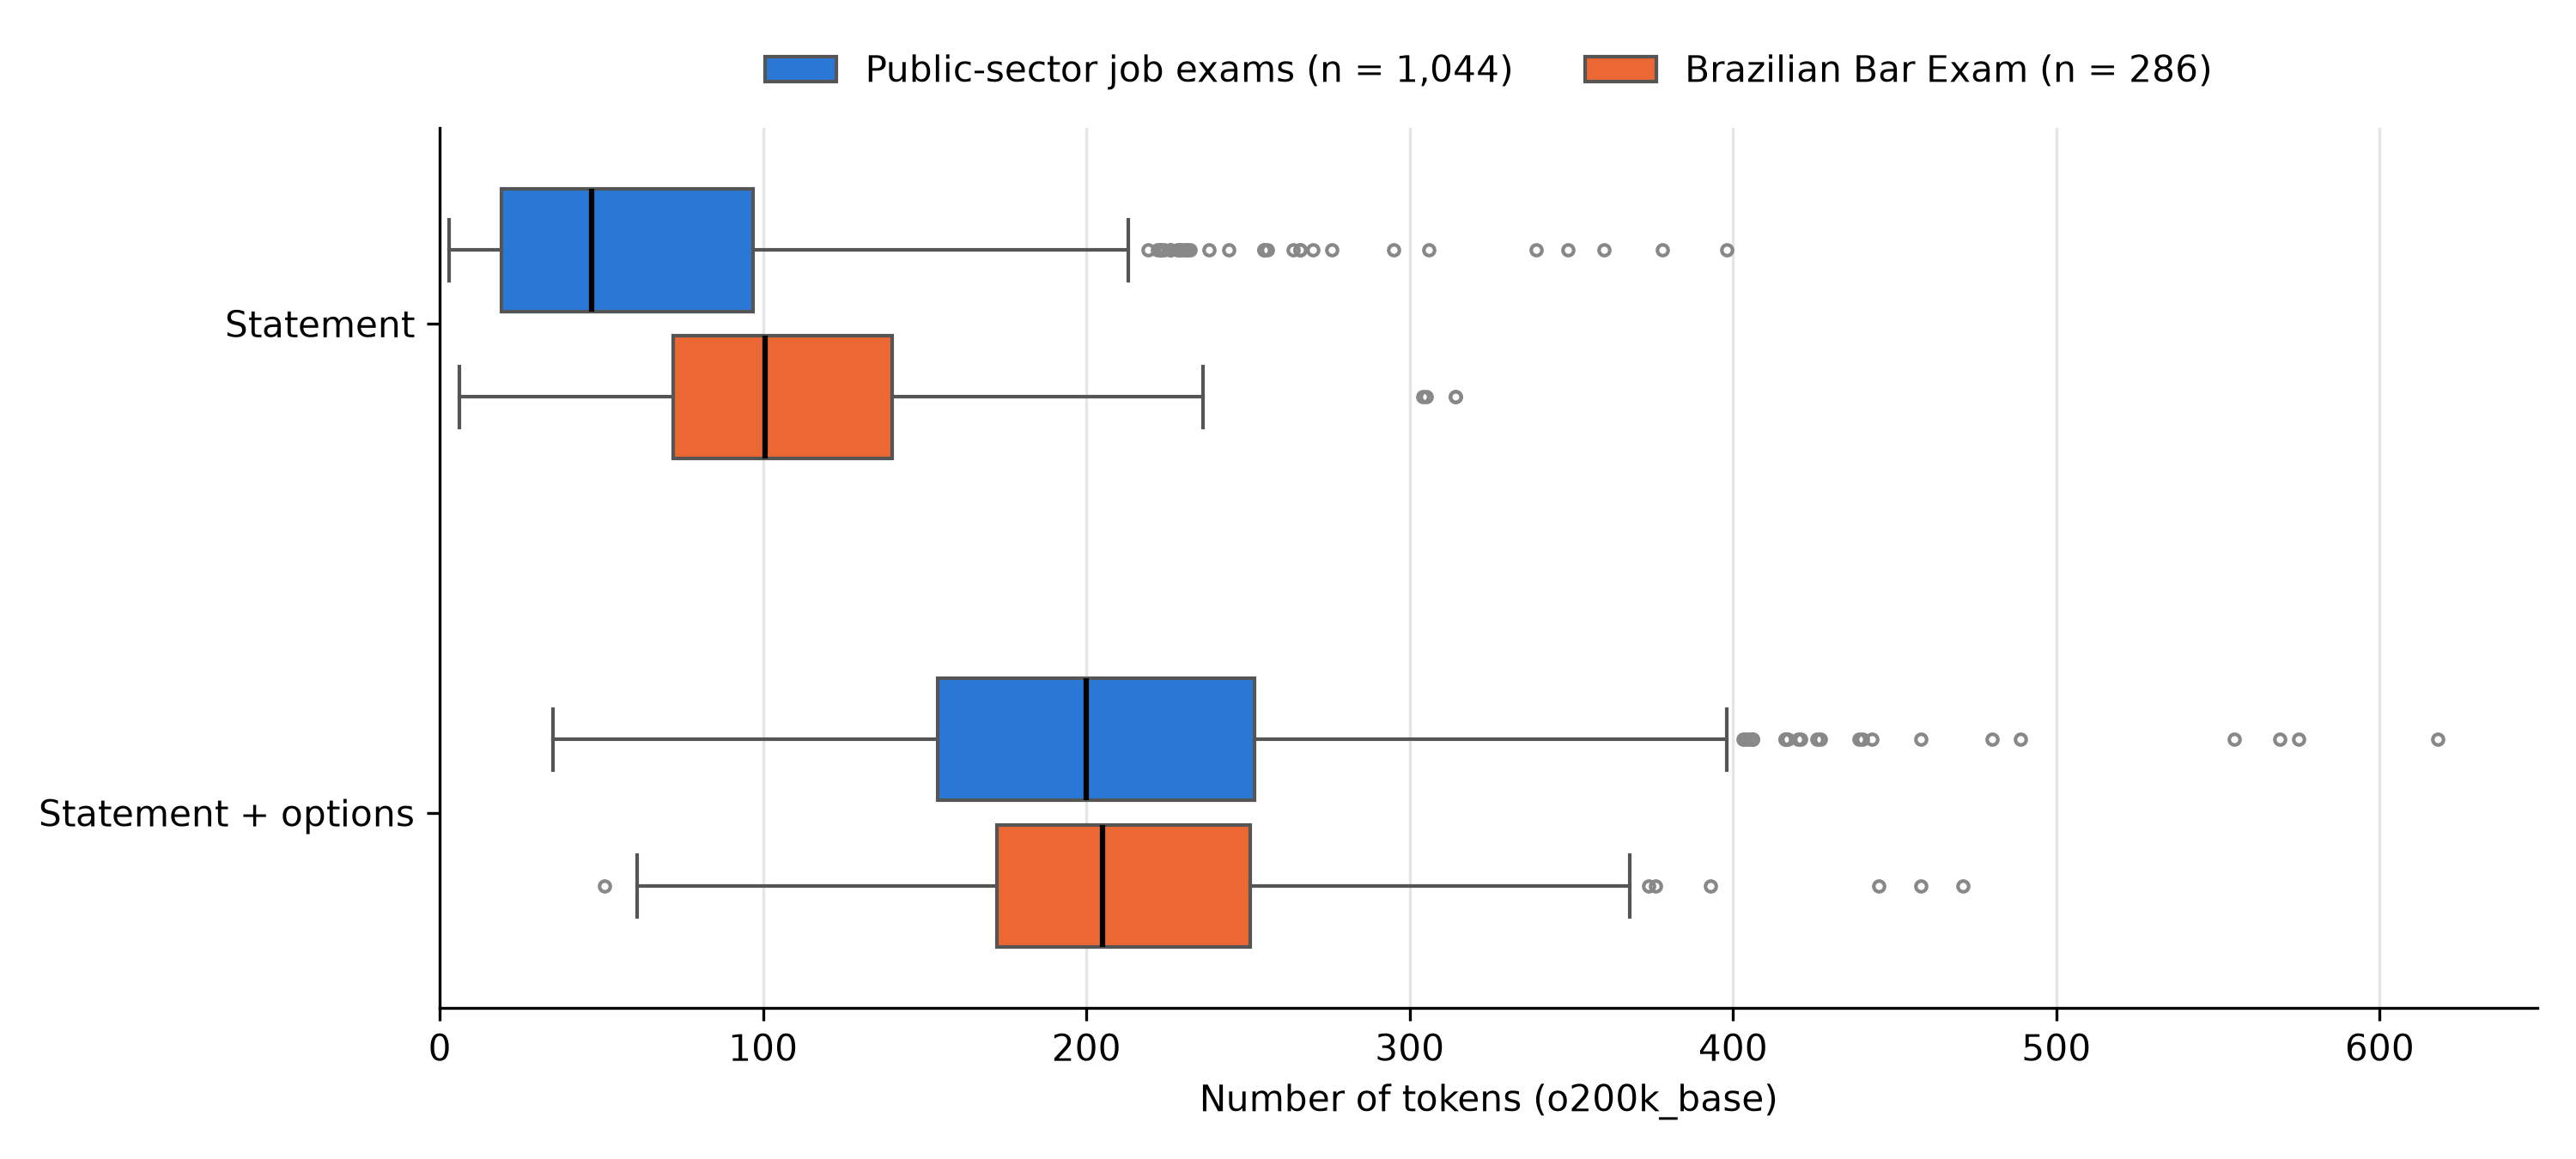 Public-sector job exams (n = 1,044)
Brazilian Bar Exam (n = 286)
Statement
Statement + options
0 100 200 300 400 500 600
Number of tokens (o200k_base)